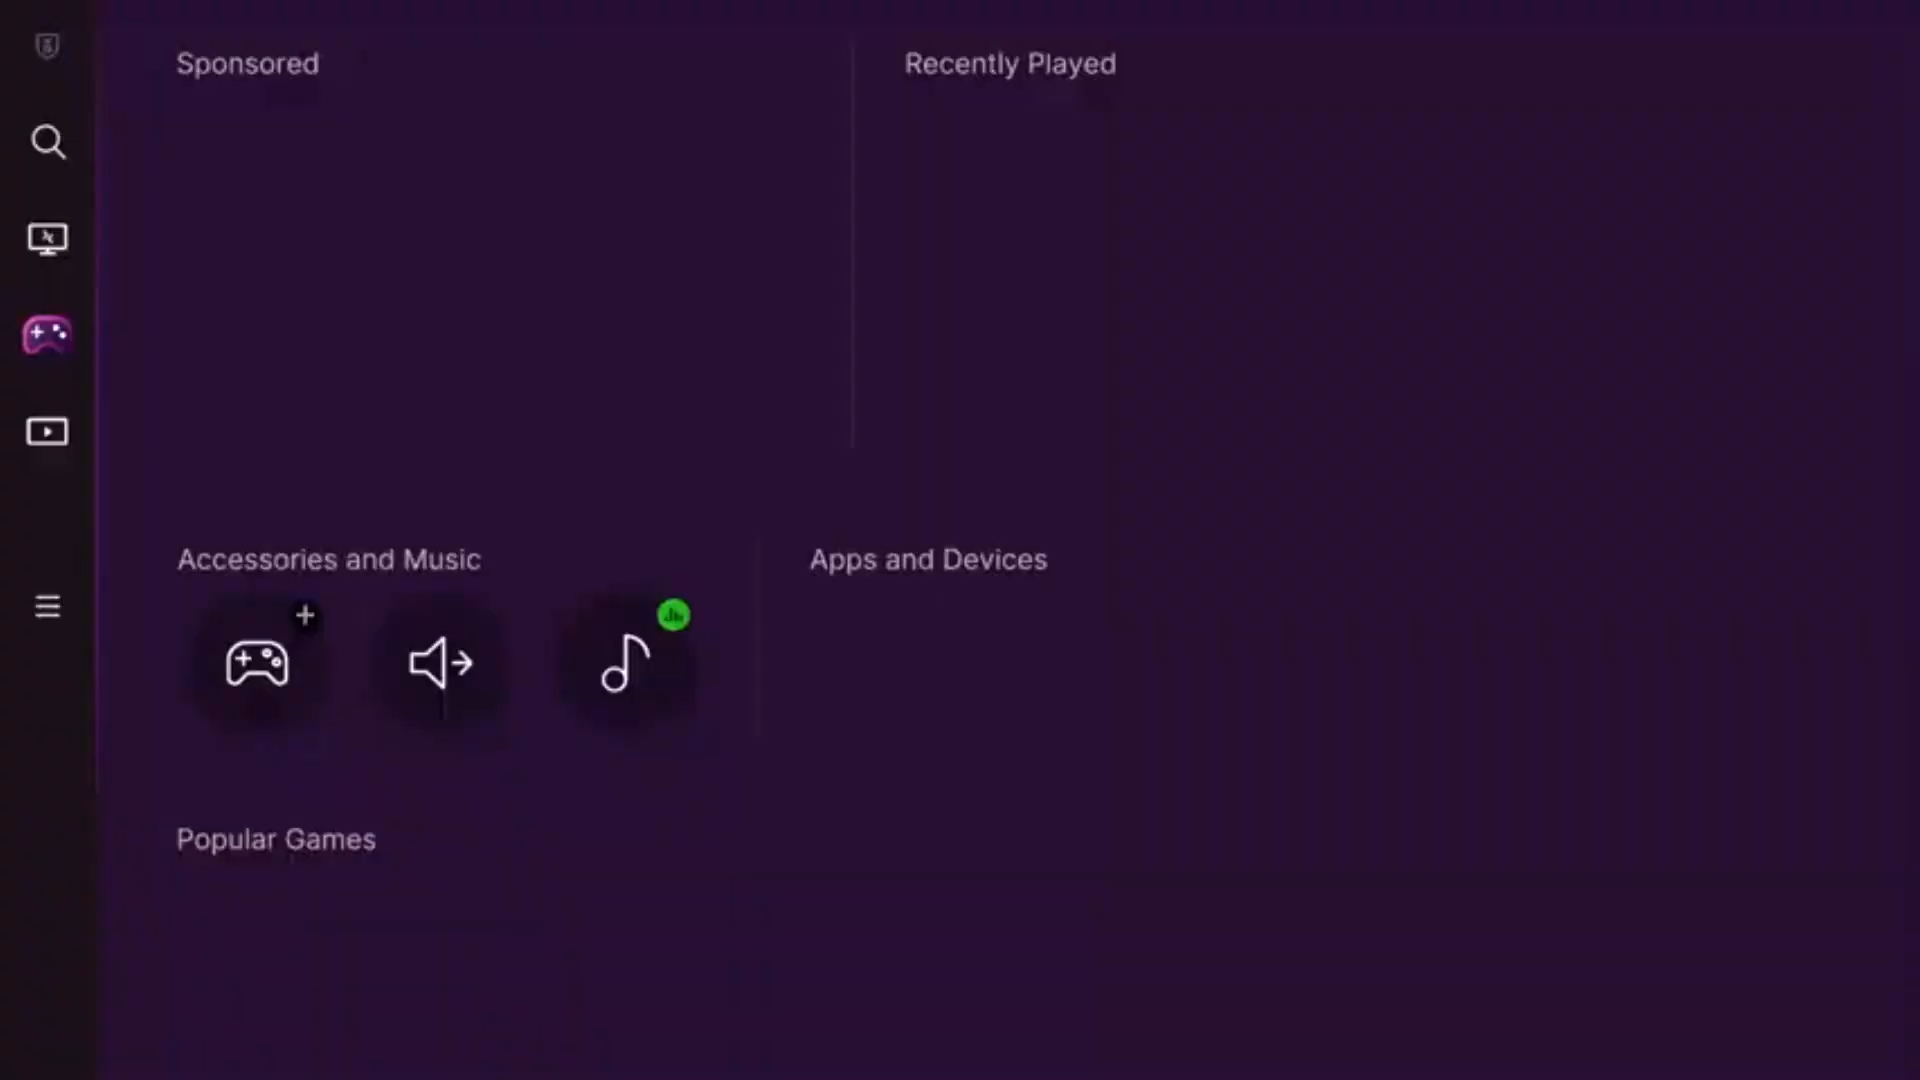 Sponsored
Recently Played
Accessories and Music
Apps and Devices
Popular Games